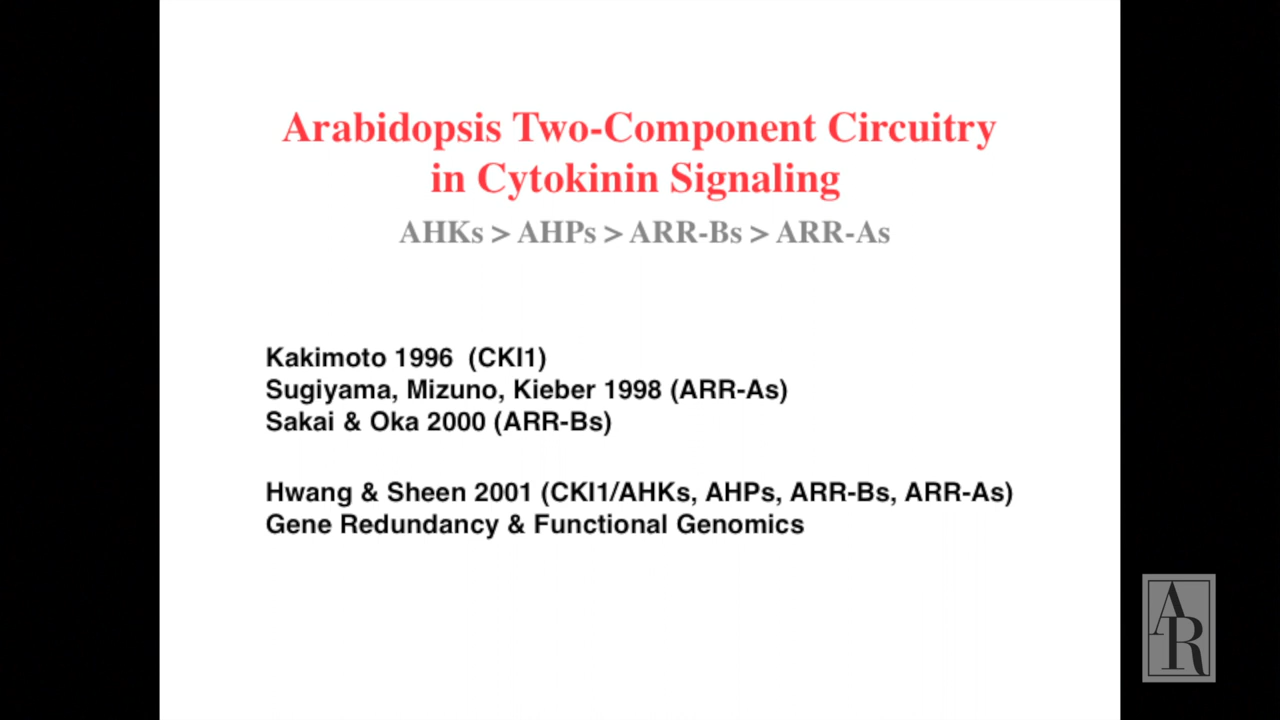 Arabidopsis Two-Component Circuitry
in Cytokinin Signaling
AHKs > AHPs > ARR-Bs > ARR-As
Kakimoto 1996 (CKI1)
Sugiyama, Mizuno, Kieber 1998 (ARR-As)
Sakai & Oka 2000 (ARR-Bs)
Hwang & Sheen 2001 (CKI1/AHKs, AHPs, ARR-Bs, ARR-As)
Gene Redundancy & Functional Genomics
AR